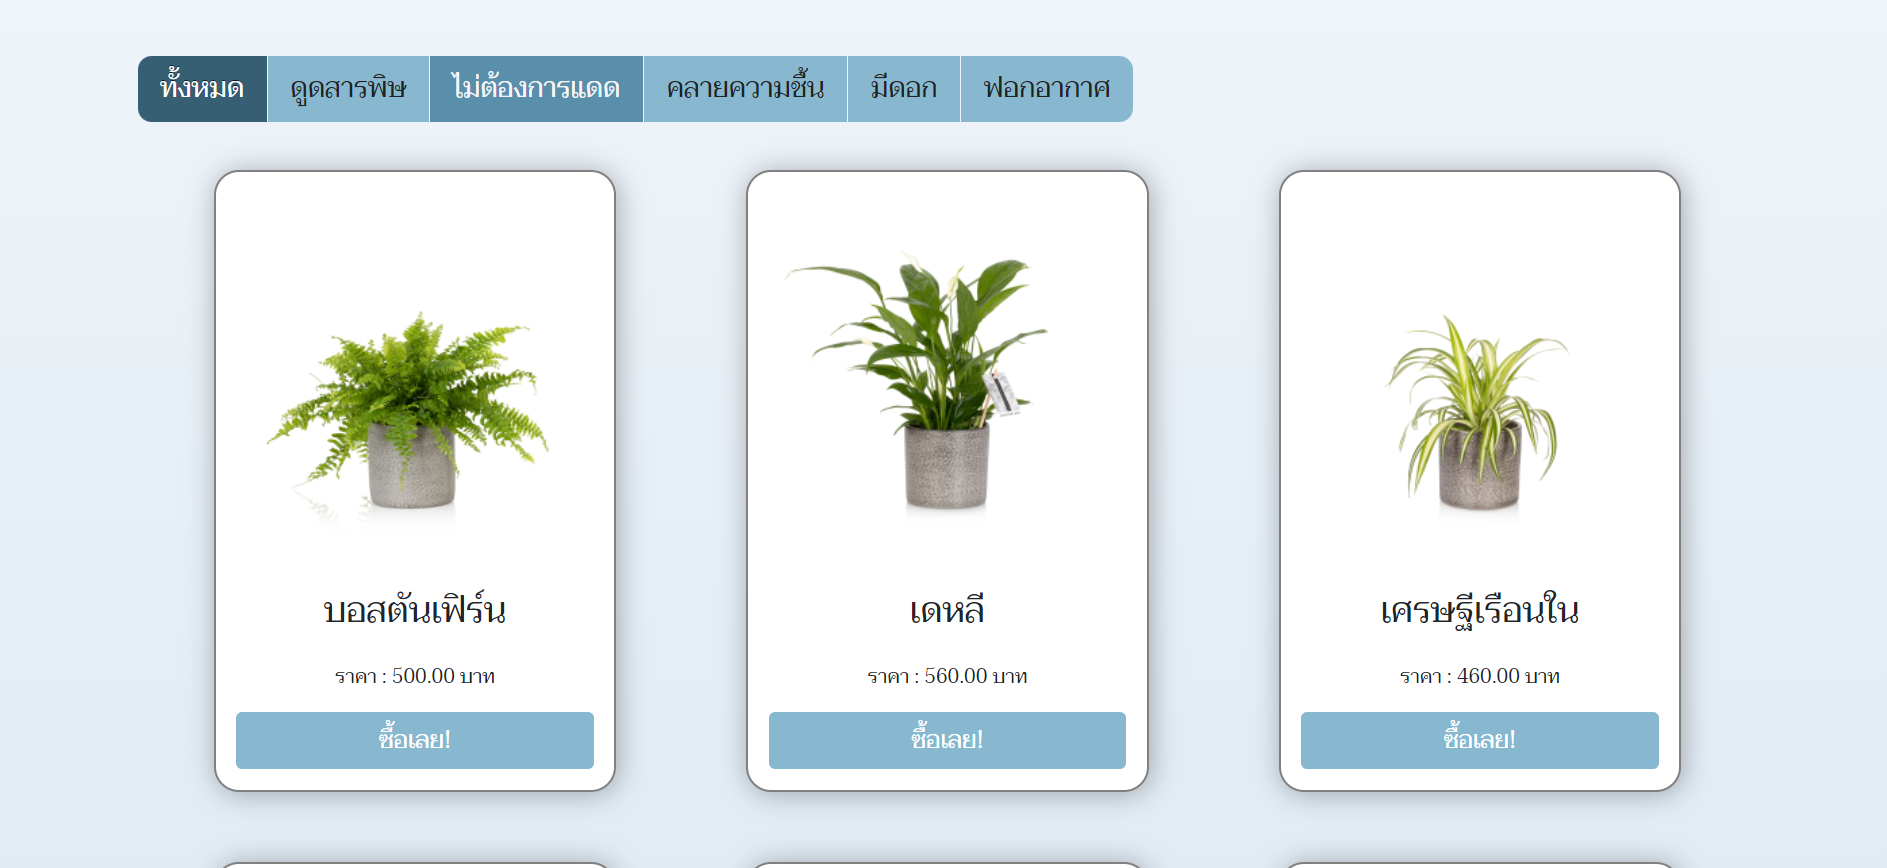 ทั้งหมด ดูดสารพิษ ไม่ต้องการแดด คลายความชื้น มีดอก ฟอกอากาศ
บอสตันเฟิร์น เดหลี เศรษฐีเรือนใน
ราคา : 500.00 บาท ราคา : 560.00 บาท ราคา : 460.00 บาท
ซื้อเลย! ซื้อเลย! ซื้อเลย!